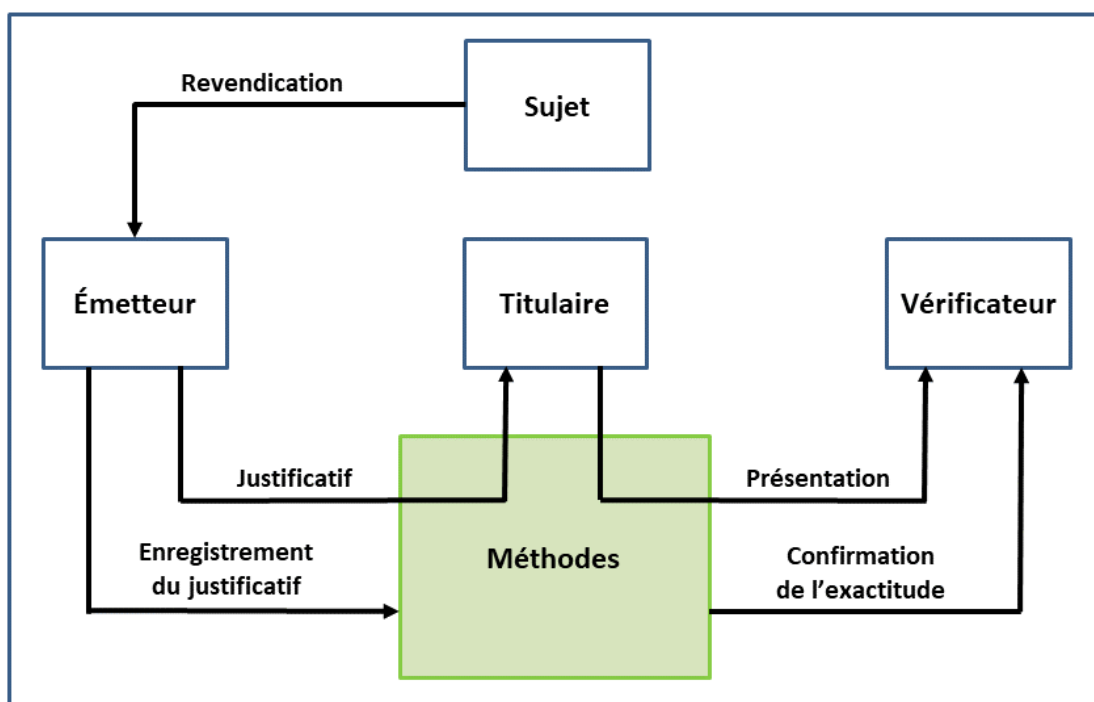 Revendication
Sujet
Émetteur
Titulaire
Vérificateur
Justificatif
Présentation
Enregistrement
du justificatif
Méthodes
Confirmation
de l’exactitude